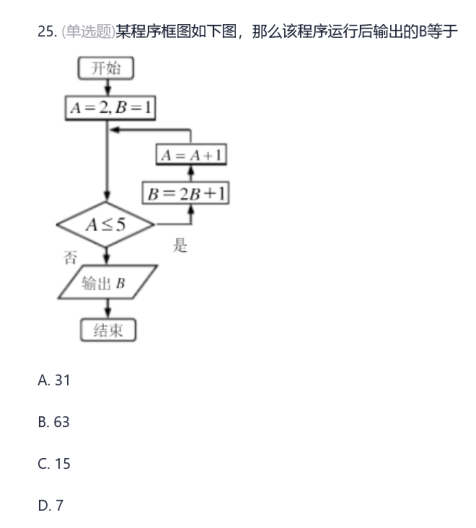 25. (单选题)某程序框图如下图，那么该程序运行后输出的B等于
开始
A=2, B=1
A=A+1
B=2B+1
A≤5
是
否
输出 B
结束
A. 31
B. 63
C. 15
D. 7